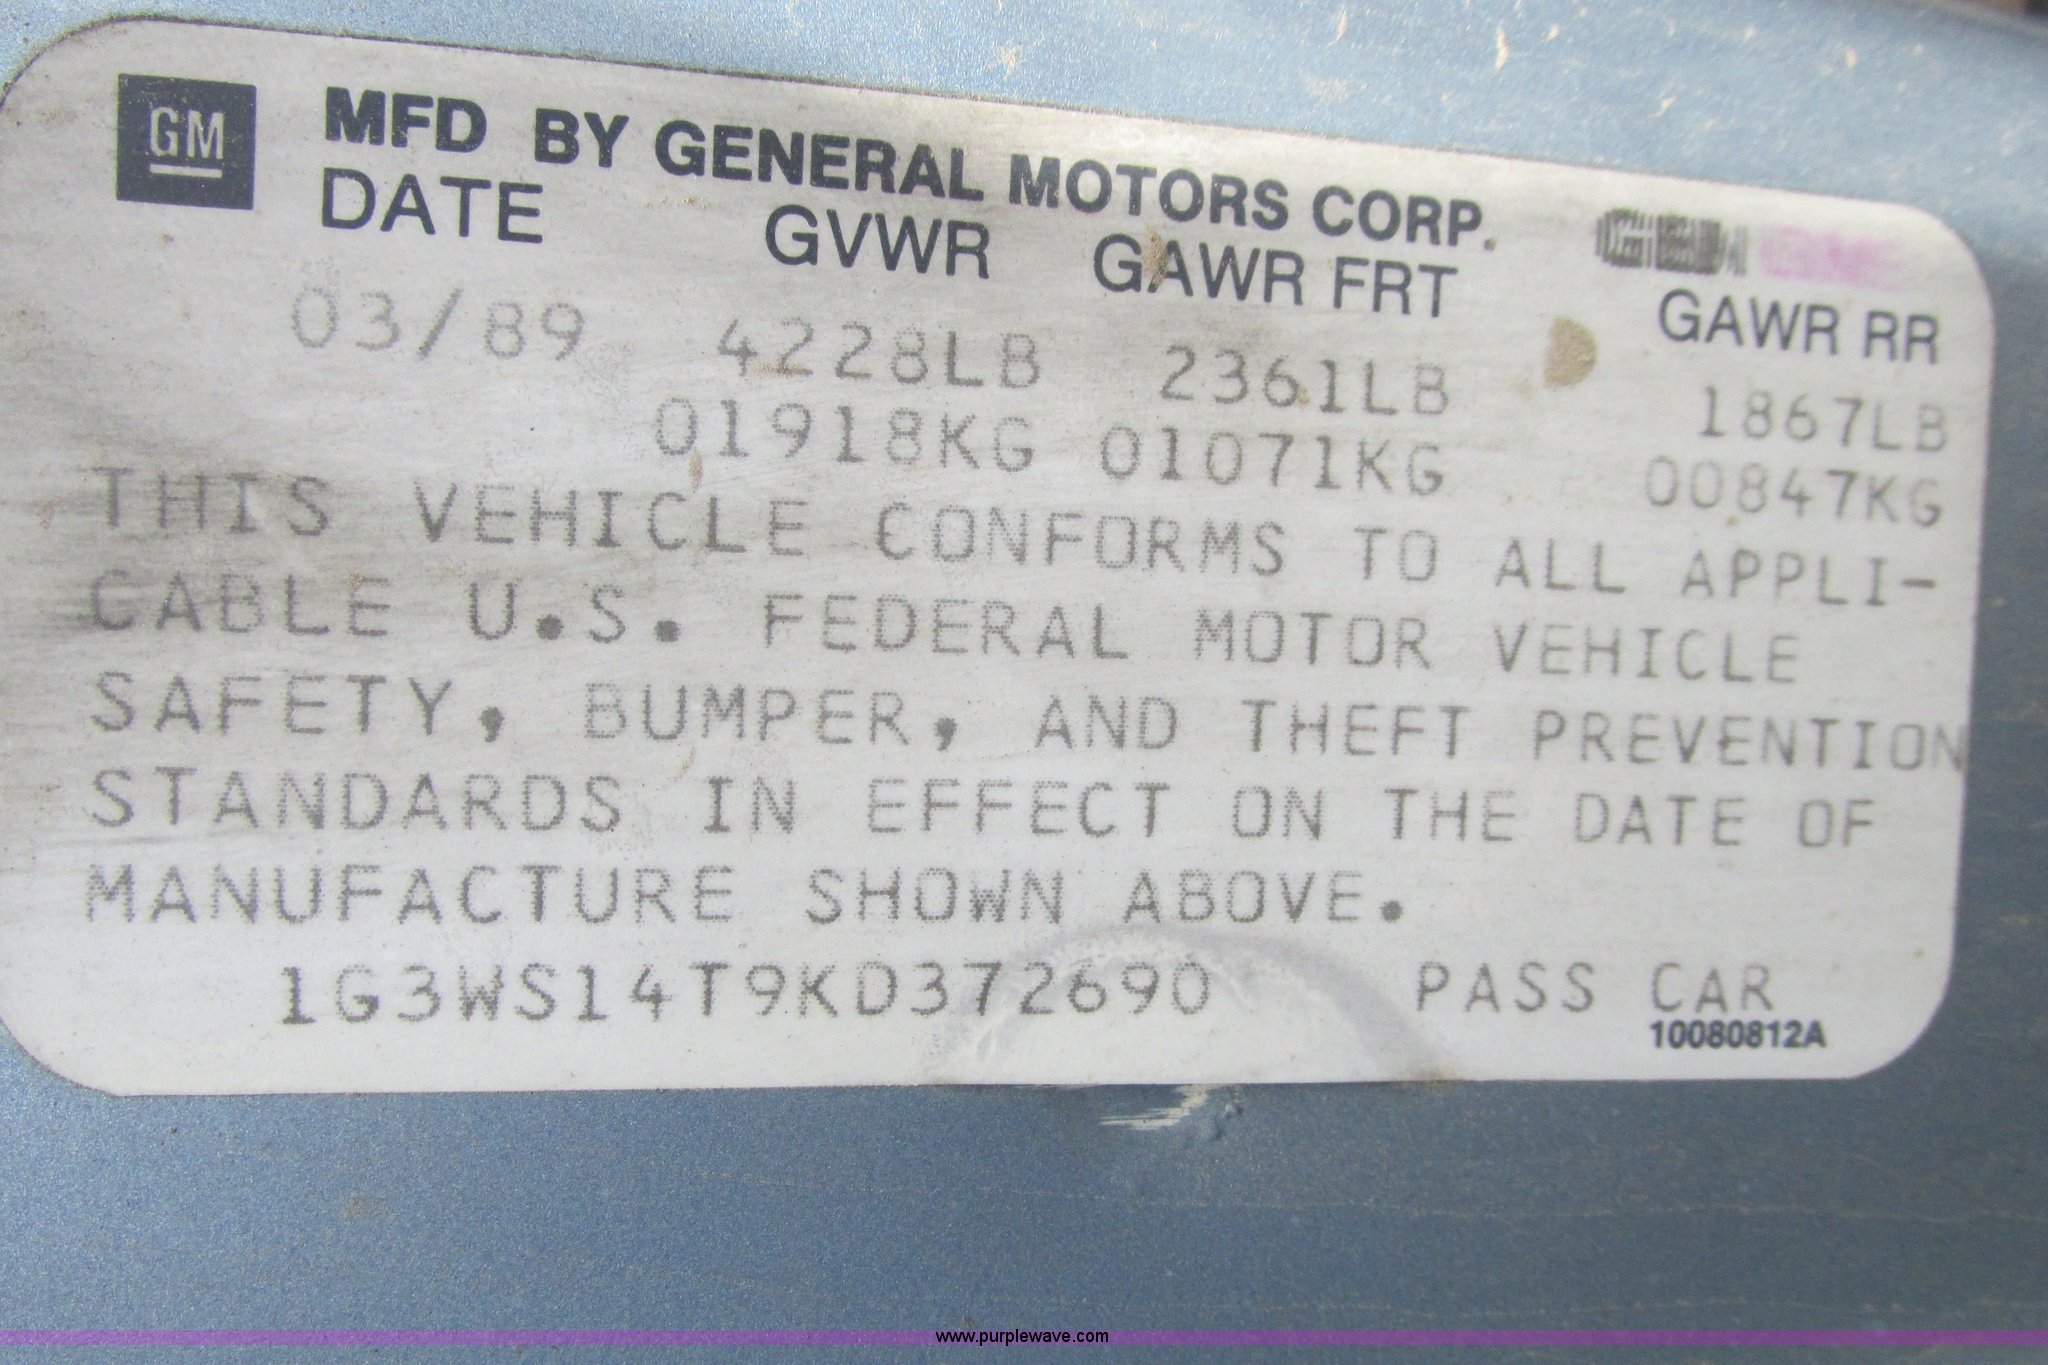 GM
MFD BY GENERAL MOTORS CORP.
DATE GVWR GAWR FRT GAWR RR
03/89 4228LB 2361LB 1867LB
01918KG 01071KG 00847KG
THIS VEHICLE CONFORMS TO ALL APPLI-
CABLE U.S. FEDERAL MOTOR VEHICLE
SAFETY, BUMPER, AND THEFT PREVENTION
STANDARDS IN EFFECT ON THE DATE OF
MANUFACTURE SHOWN ABOVE.
1G3WS14T9KD372690 PASS CAR
10080812A
www.purplewave.com